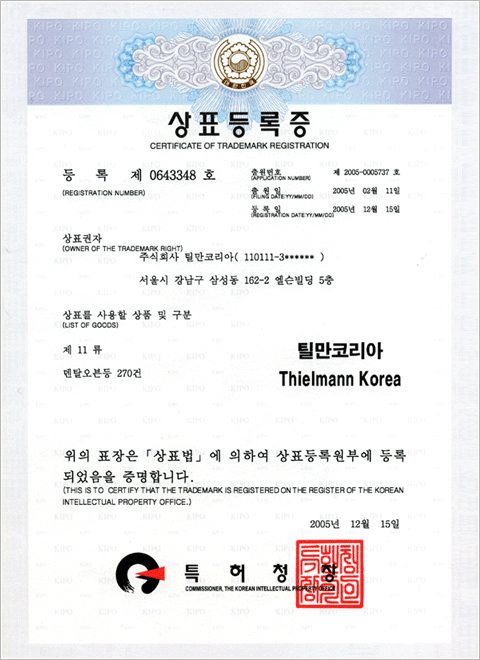 상표등록증
CERTIFICATE OF TRADEMARK REGISTRATION
등 록 제 0643348 호
(REGISTRATION NUMBER)
출원번호 제 2005-0005737 호
(APPLICATION NUMBER)
출 원 일 2005년 02월 11일
(FILING DATE:YY/MM/DD)
등 록 일 2005년 12월 15일
(REGISTRATION DATE:YY/MM/DD)
상표권자
(OWNER OF THE TRADEMARK RIGHT)
주식회사 틸만코리아( 110111-3****** )
서울시 강남구 삼성동 162-2 엘슨빌딩 5층
상표를 사용할 상품 및 구분
(LIST OF GOODS)
제 11 류
덴탈오븐등 270건
틸만코리아
Thielmann Korea
위의 표장은「상표법」에 의하여 상표등록원부에 등록
되었음을 증명합니다.
(THIS IS TO CERTIFY THAT THE TRADEMARK IS REGISTERED ON THE REGISTER OF THE KOREAN
INTELLECTUAL PROPERTY OFFICE.)
2005년 12월 15일
특 허 청 장
COMMISSIONER, THE KOREAN INTELLECTUAL PROPERTY OFFICE